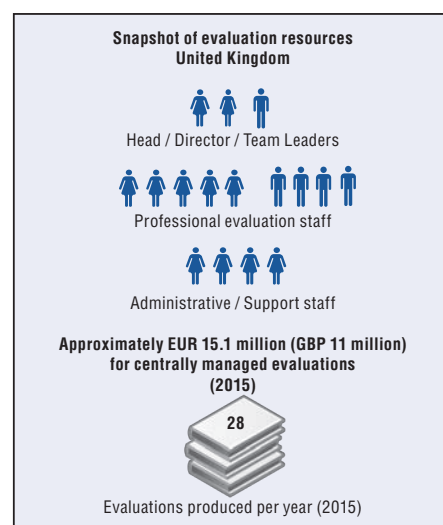 Snapshot of evaluation resources
United Kingdom
Head / Director / Team Leaders
Professional evaluation staff
Administrative / Support staff
Approximately EUR 15.1 million (GBP 11 million)
for centrally managed evaluations
(2015)
28
Evaluations produced per year (2015)